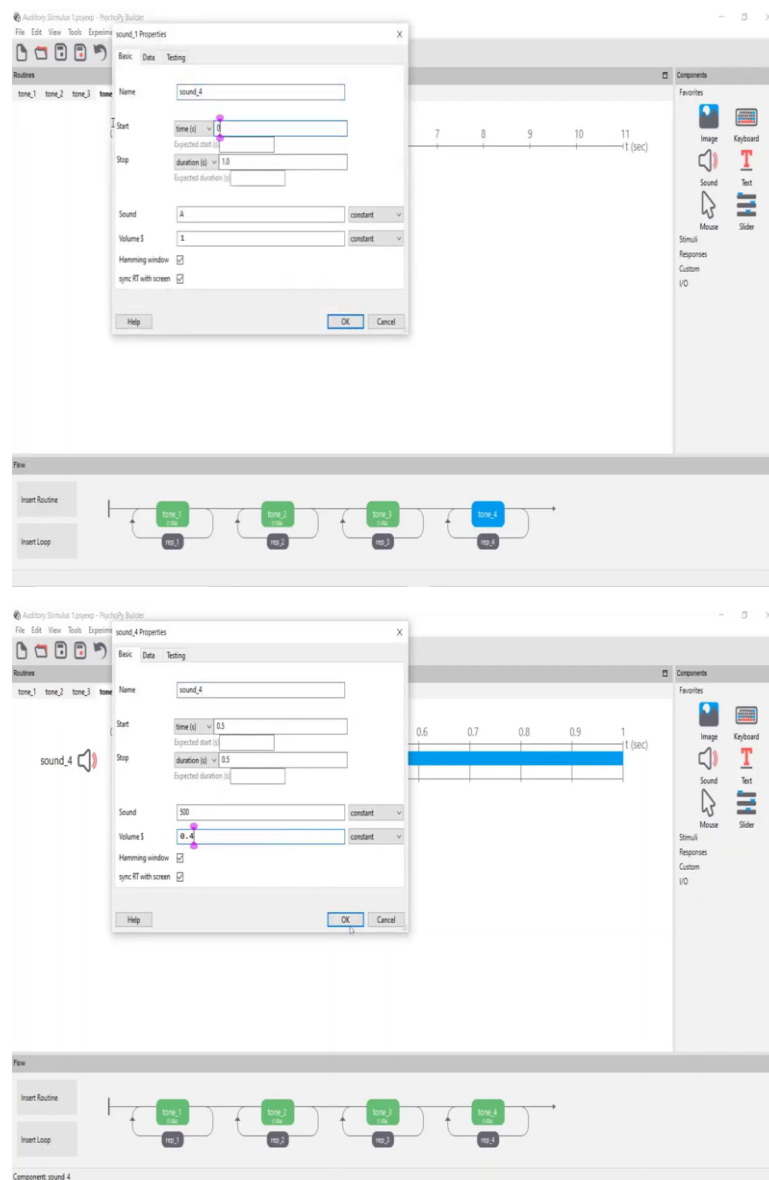 Auditory Stimulus 1.psyexp - PsychoPy Builder
File Edit View Tools Experime
sound_1 Properties
X
Basic Data Testing
Routines
Components
tone_1 tone_2 tone_3 tone
Name sound_4
Favorites
Start time (s) 0
Expected start (s)
7 8 9 10 11
t (sec)
Image Keyboard
Stop duration (s) 1.0
Expected duration (s)
Sound Text
Sound A constant
Mouse Slider
Volume $ 1 constant
Stimuli
Hamming window
Responses
sync RT with screen
Custom
I/O
Help OK Cancel
Flow
Insert Routine
tone_1 tone_2 tone_3 tone_4
Insert Loop
rep_1 rep_2 rep_3 rep_4
Auditory Stimulus 1.psyexp - PsychoPy Builder
File Edit View Tools Experime
sound_4 Properties
X
Basic Data Testing
Routines
Components
tone_1 tone_2 tone_3 tone
Name sound_4
Favorites
Start time (s) 0.5
Expected start (s)
0.6 0.7 0.8 0.9 1
t (sec)
Image Keyboard
sound_4
Stop duration (s) 0.5
Expected duration (s)
Sound Text
Sound 500 constant
Mouse Slider
Volume $ 0.4 constant
Stimuli
Hamming window
Responses
sync RT with screen
Custom
I/O
Help OK Cancel
Flow
Insert Routine
tone_1 tone_2 tone_3 tone_4
Insert Loop
rep_1 rep_2 rep_3 rep_4
Component: sound_4